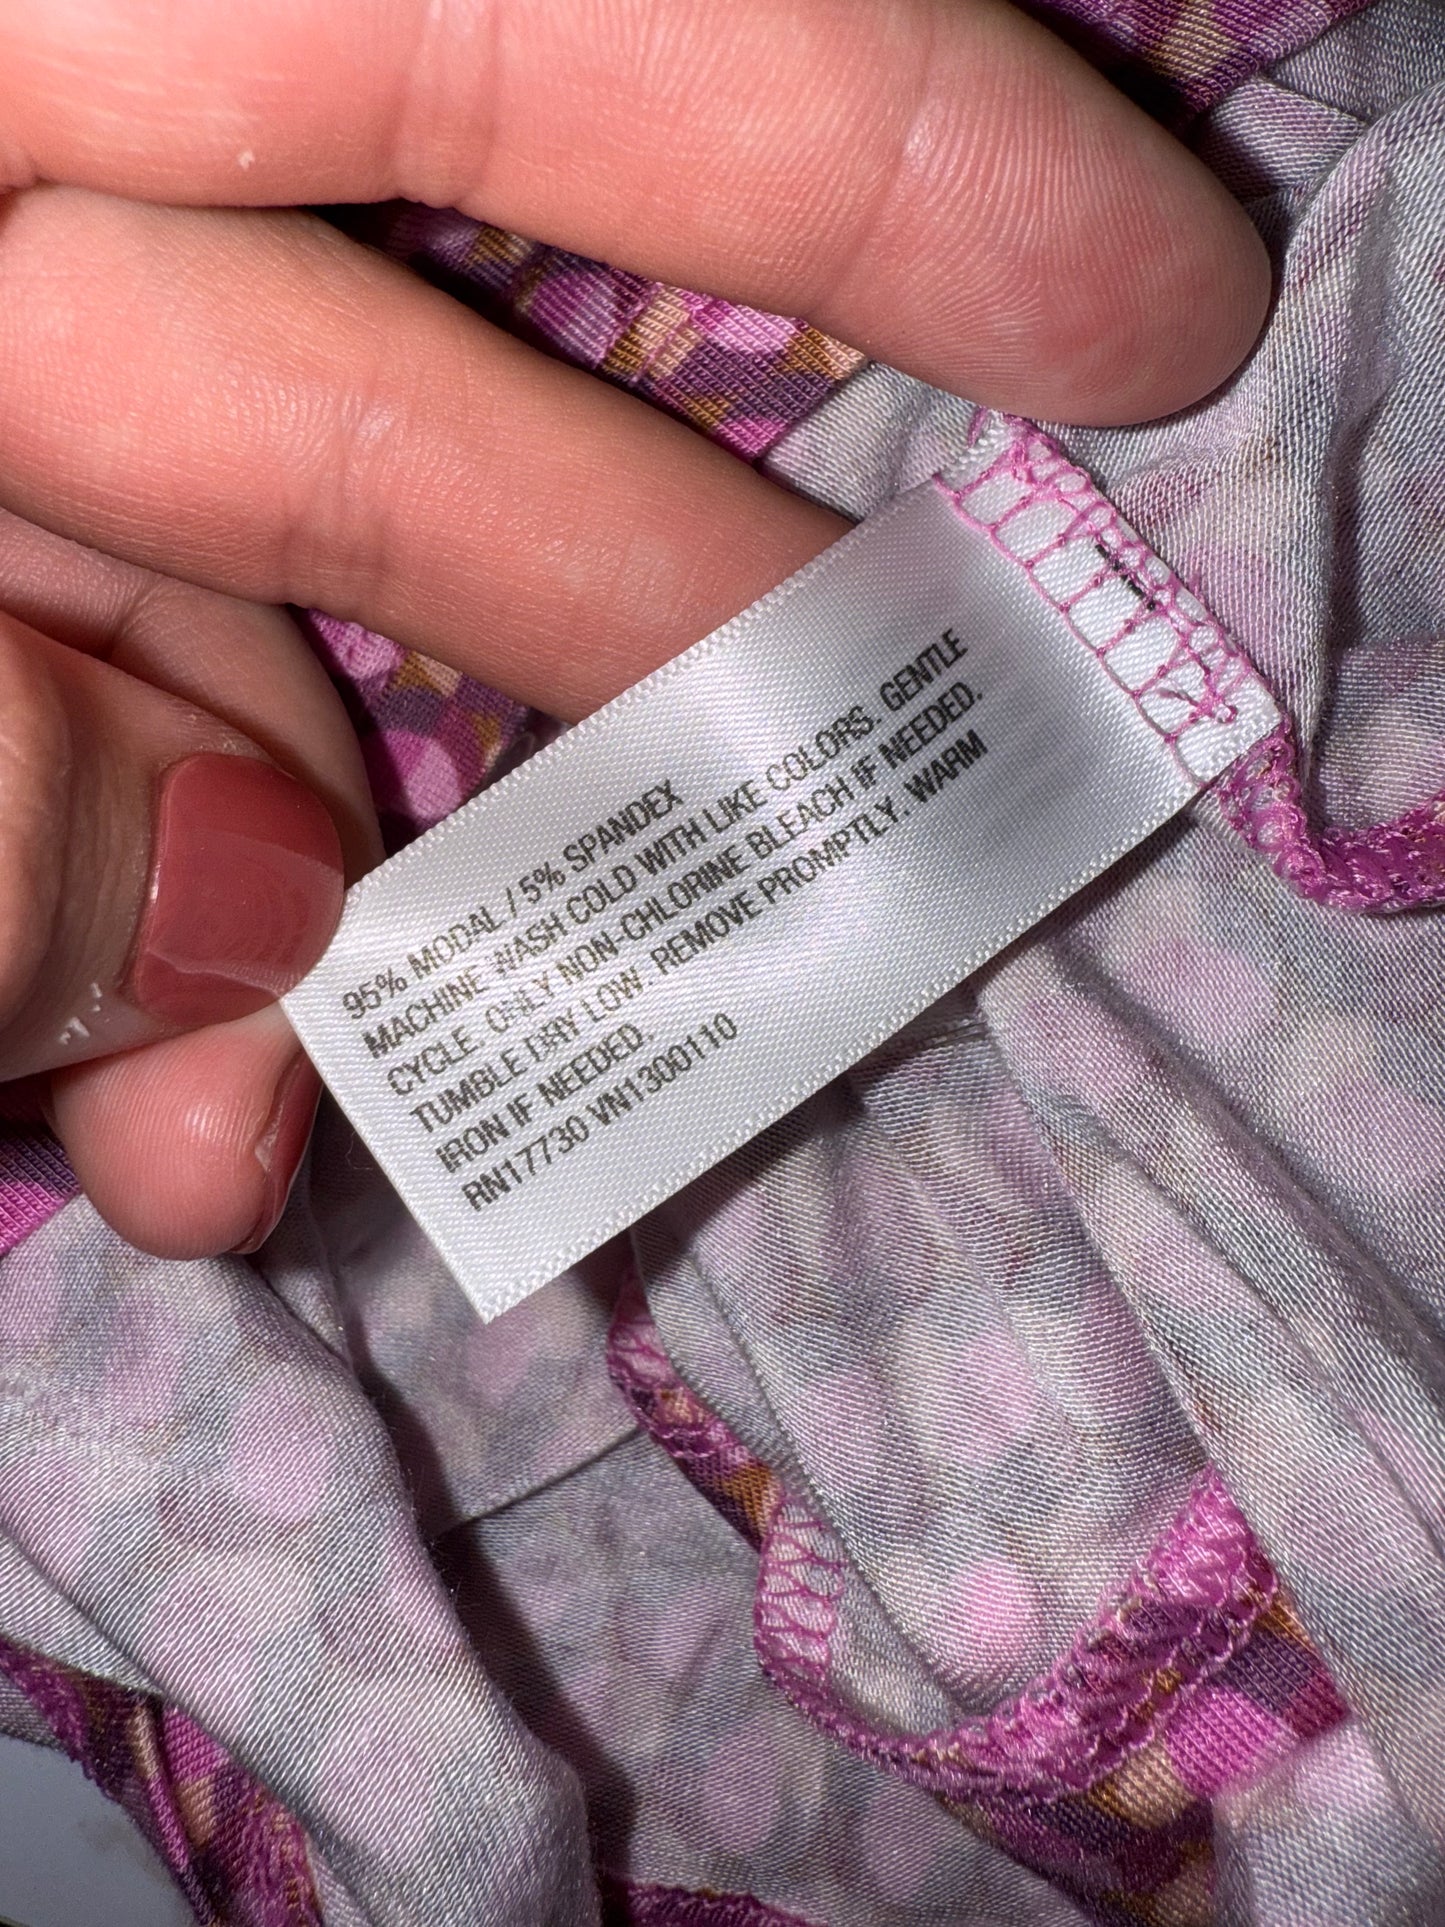 95% MODAL / 5% SPANDEX
MACHINE WASH COLD WITH LIKE COLORS. GENTLE
CYCLE. ONLY NON-CHLORINE BLEACH IF NEEDED.
TUMBLE DRY LOW. REMOVE PROMPTLY. WARM
IRON IF NEEDED.
RN17730 VN1300110